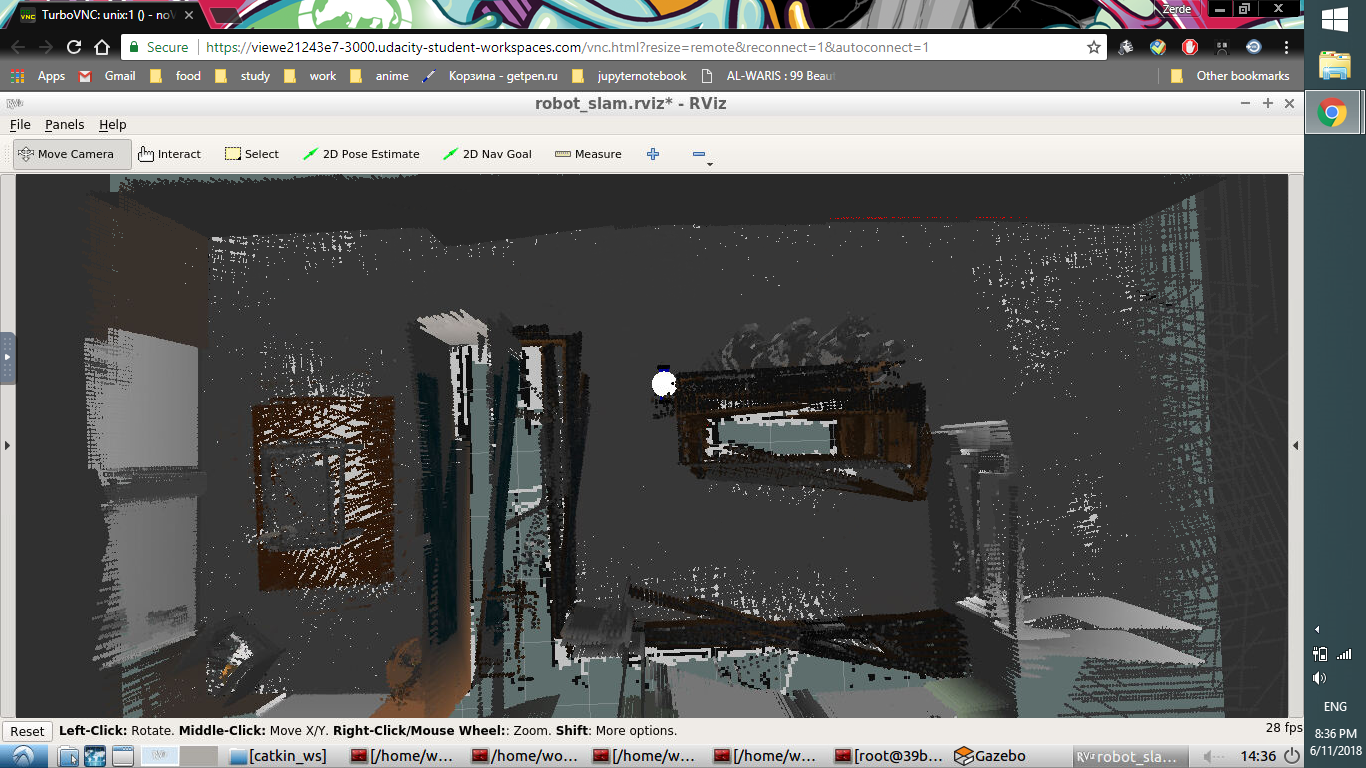 TurboVNC: unix:1 () - noV
Zerde
Secure https://viewe21243e7-3000.udacity-student-workspaces.com/vnc.html?resize=remote&reconnect=1&autoconnect=1
Apps Gmail food study work anime Корзина - getpen.ru jupyternotebook AL-WARIS : 99 Beau Other bookmarks
RViz robot_slam.rviz* - RViz
File Panels Help
Move Camera Interact Select 2D Pose Estimate 2D Nav Goal Measure
Reset Left-Click: Rotate. Middle-Click: Move X/Y. Right-Click/Mouse Wheel:: Zoom. Shift: More options. 28 fps
[catkin_ws] [/home/w... [/home/wo... [/home/w... [/home/w... [root@39b... Gazebo RViz robot_sla... 14:36
ENG
8:36 PM
6/11/2018